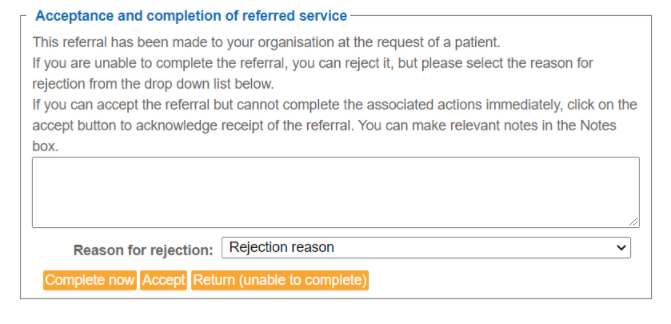 Acceptance and completion of referred service
This referral has been made to your organisation at the request of a patient.
If you are unable to complete the referral, you can reject it, but please select the reason for
rejection from the drop down list below.
If you can accept the referral but cannot complete the associated actions immediately, click on the
accept button to acknowledge receipt of the referral. You can make relevant notes in the Notes
box.
Reason for rejection: Rejection reason
Complete now Accept Return (unable to complete)